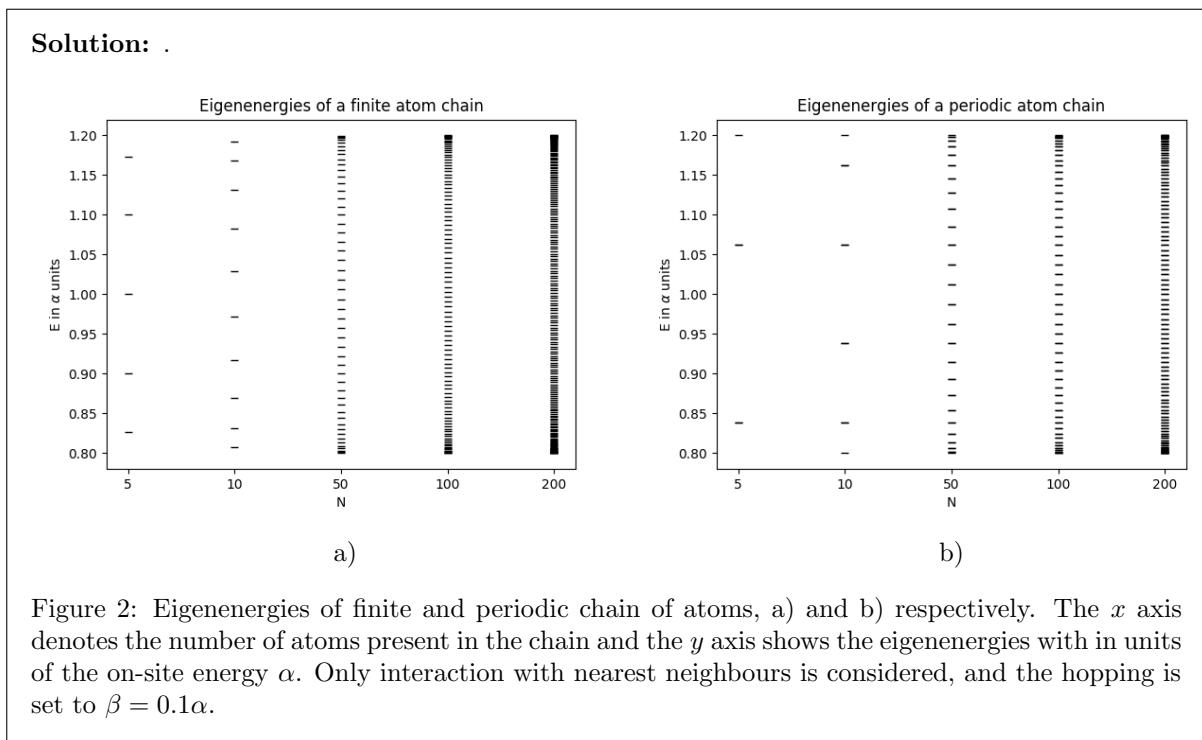 Solution: .
Eigenenergies of a finite atom chain
1.20
1.15
1.10
1.05
1.00
0.95
0.90
0.85
0.80
E in α units
5 10 50 100 200
N
a)
Eigenenergies of a periodic atom chain
1.20
1.15
1.10
1.05
1.00
0.95
0.90
0.85
0.80
E in α units
5 10 50 100 200
N
b)
Figure 2: Eigenenergies of finite and periodic chain of atoms, a) and b) respectively. The x axis
denotes the number of atoms present in the chain and the y axis shows the eigenenergies with in units
of the on-site energy α. Only interaction with nearest neighbours is considered, and the hopping is
set to β = 0.1α.